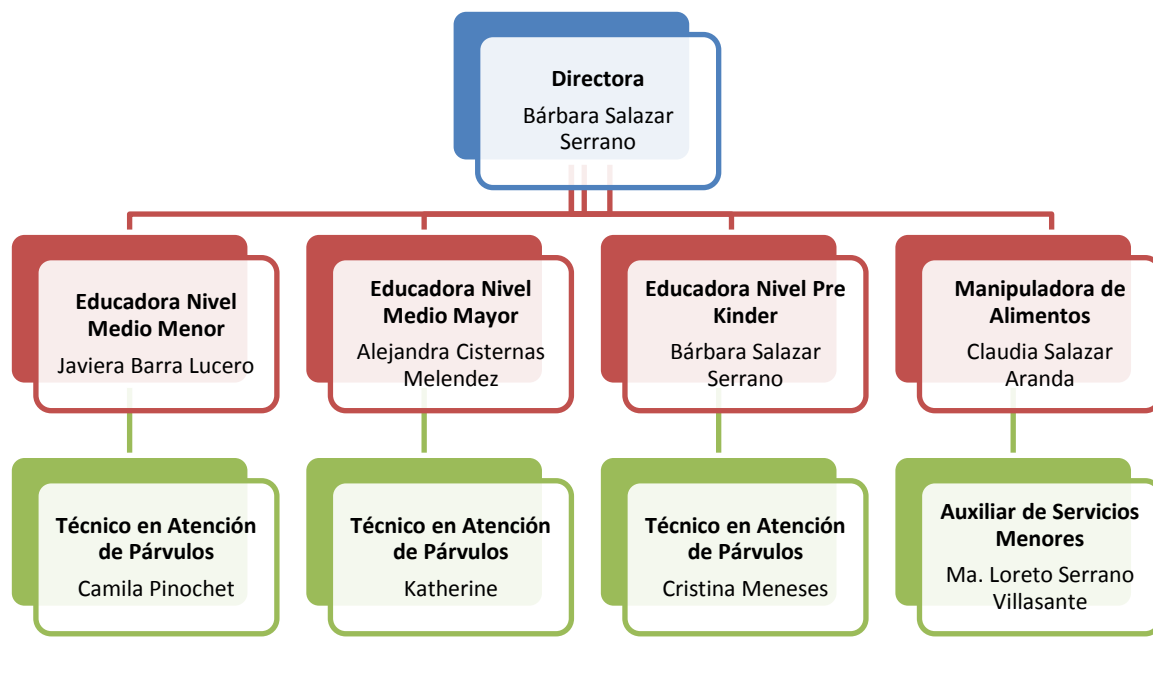 Directora
Bárbara Salazar
Serrano
Educadora Nivel
Medio Menor
Javiera Barra Lucero
Educadora Nivel
Medio Mayor
Alejandra Cisternas
Melendez
Educadora Nivel Pre
Kinder
Bárbara Salazar
Serrano
Manipuladora de
Alimentos
Claudia Salazar
Aranda
Técnico en Atención
de Párvulos
Camila Pinochet
Técnico en Atención
de Párvulos
Katherine
Técnico en Atención
de Párvulos
Cristina Meneses
Auxiliar de Servicios
Menores
Ma. Loreto Serrano
Villasante